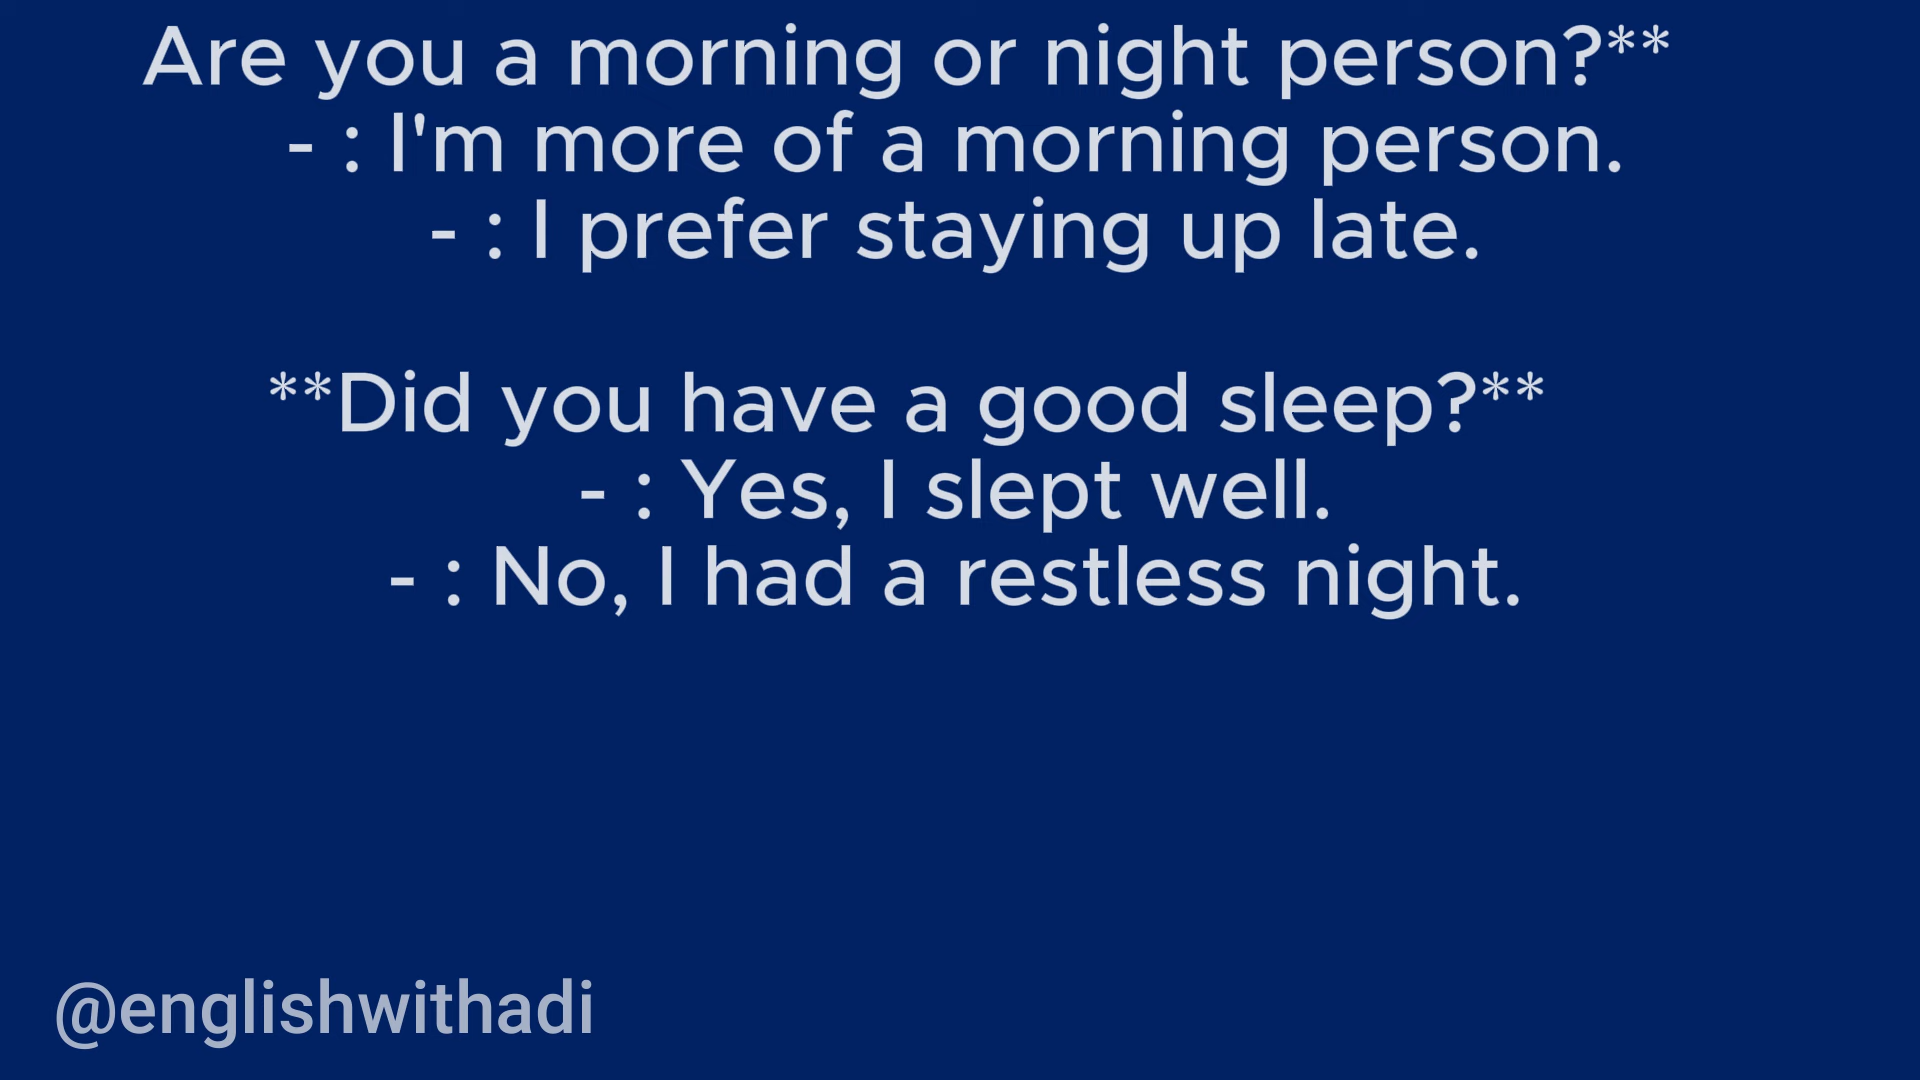 Are you a morning or night person?**
- : I'm more of a morning person.
- : I prefer staying up late.
**Did you have a good sleep?**
- : Yes, I slept well.
- : No, I had a restless night.
@englishwithadi